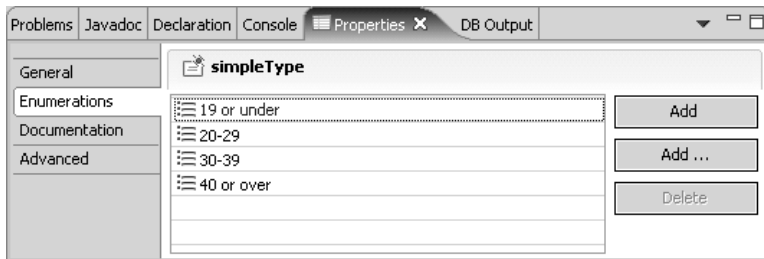 Problems Javadoc Declaration Console Properties DB Output
simpleType
General
Enumerations
Documentation
Advanced
19 or under
20-29
30-39
40 or over
Add
Add ...
Delete